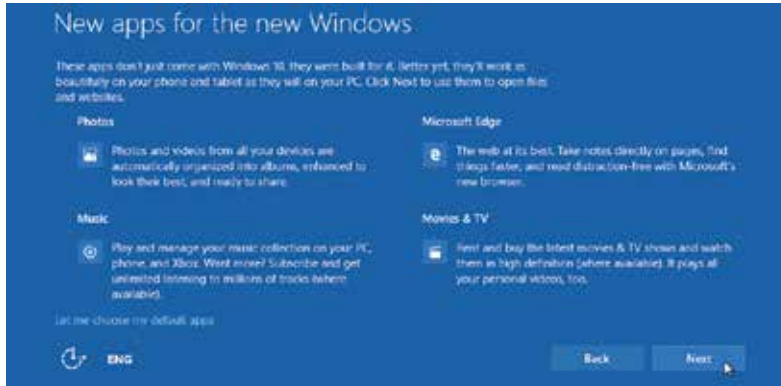 New apps for the new Windows
These apps don't just come with Windows 10, they were built for it. Better yet, they'll work as
beautifully on your phone and tablet as they will on your PC. Click Next to use them to open files
and websites.
Photos
Photos and videos from all your devices are
automatically organized into albums, enhanced to
look their best, and ready to share.
Microsoft Edge
The web at its best. Take notes directly on pages, find
things faster, and read distraction-free with Microsoft's
new browser.
Music
Play and manage your music collection on your PC,
phone, and Xbox. Want more? Subscribe and get
unlimited listening to millions of tracks (where
available).
Movies & TV
Rent and buy the latest movies & TV shows and watch
them in high definition (where available). It plays all
your personal videos, too.
Let me choose my default apps
ENG
Back
Next